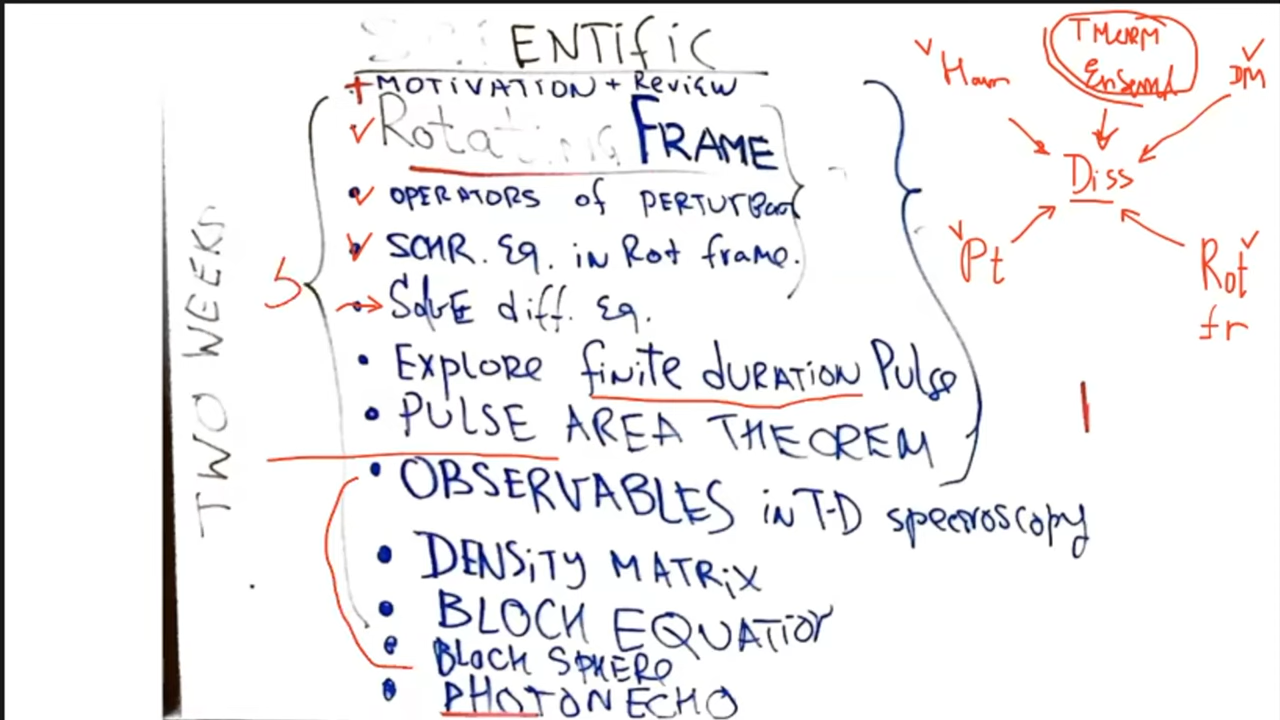 ENTific
+ MOTIVATION + Review
Rotating FRAME
OPERATORS of PERTURBat
SCHR. Eq. in Rot frame.
SolvE diff. Eq.
• Explore finite duration Pulse
• PULSE AREA THEOREM
• OBSERVABLES in T-D spectroscopy
• DENSiTy MATRiX
• BLOCH EQUATion
• Bloch SPHERe
• PHOTON ECHO
TWO WEEKS
5
Ham
DM
Diss
Pt
Rot
fr